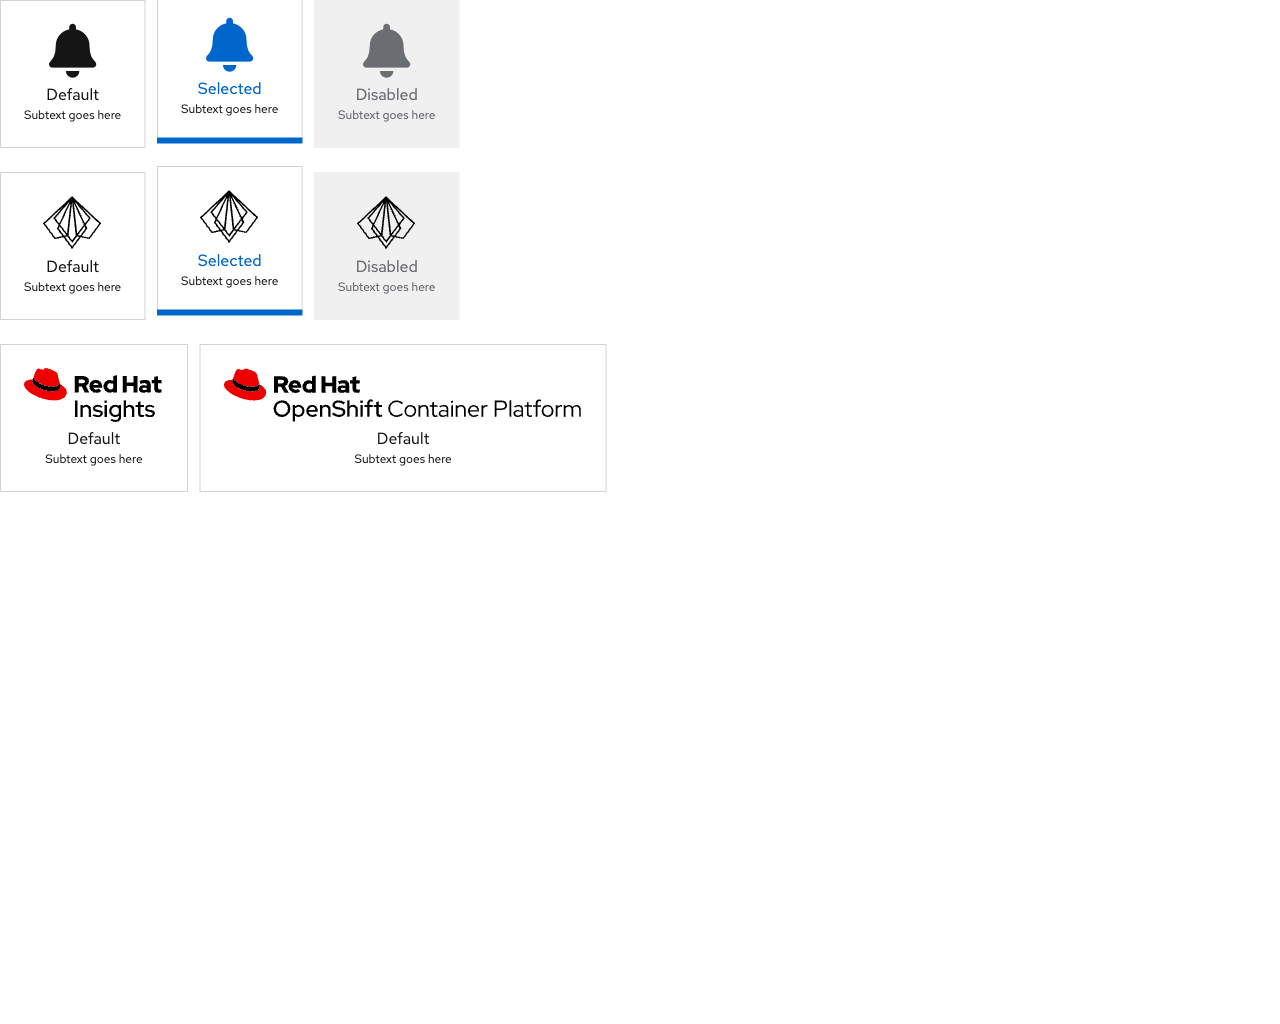 Default
Subtext goes here
Selected
Subtext goes here
Disabled
Subtext goes here
Default
Subtext goes here
Selected
Subtext goes here
Disabled
Subtext goes here
Red Hat
Insights
Default
Subtext goes here
Red Hat
OpenShift Container Platform
Default
Subtext goes here